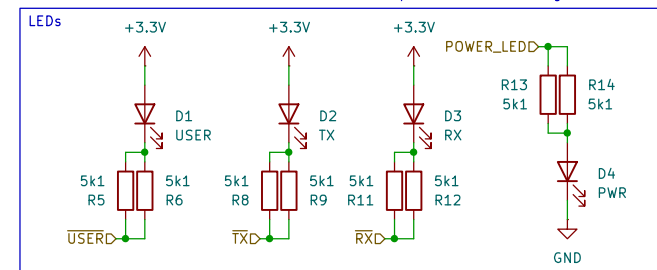 LEDs
+3.3V
+3.3V
+3.3V
POWER_LED
R13
5k1
R14
5k1
D1
USER
D2
TX
D3
RX
5k1
R5
5k1
R6
5k1
R8
5k1
R9
5k1
R11
5k1
R12
D4
PWR
USER
TX
RX
GND